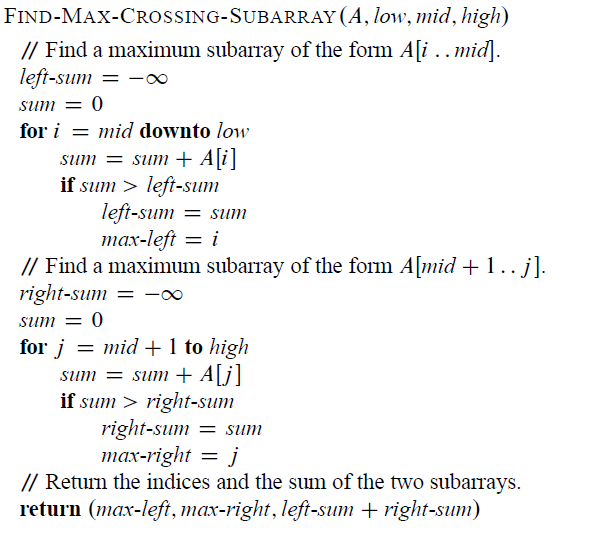 FIND-MAX-CROSSING-SUBARRAY(A, low, mid, high)
// Find a maximum subarray of the form A[i . . mid].
left-sum = −∞
sum = 0
for i = mid downto low
sum = sum + A[i]
if sum > left-sum
left-sum = sum
max-left = i
// Find a maximum subarray of the form A[mid + 1 . . j].
right-sum = −∞
sum = 0
for j = mid + 1 to high
sum = sum + A[j]
if sum > right-sum
right-sum = sum
max-right = j
// Return the indices and the sum of the two subarrays.
return (max-left, max-right, left-sum + right-sum)